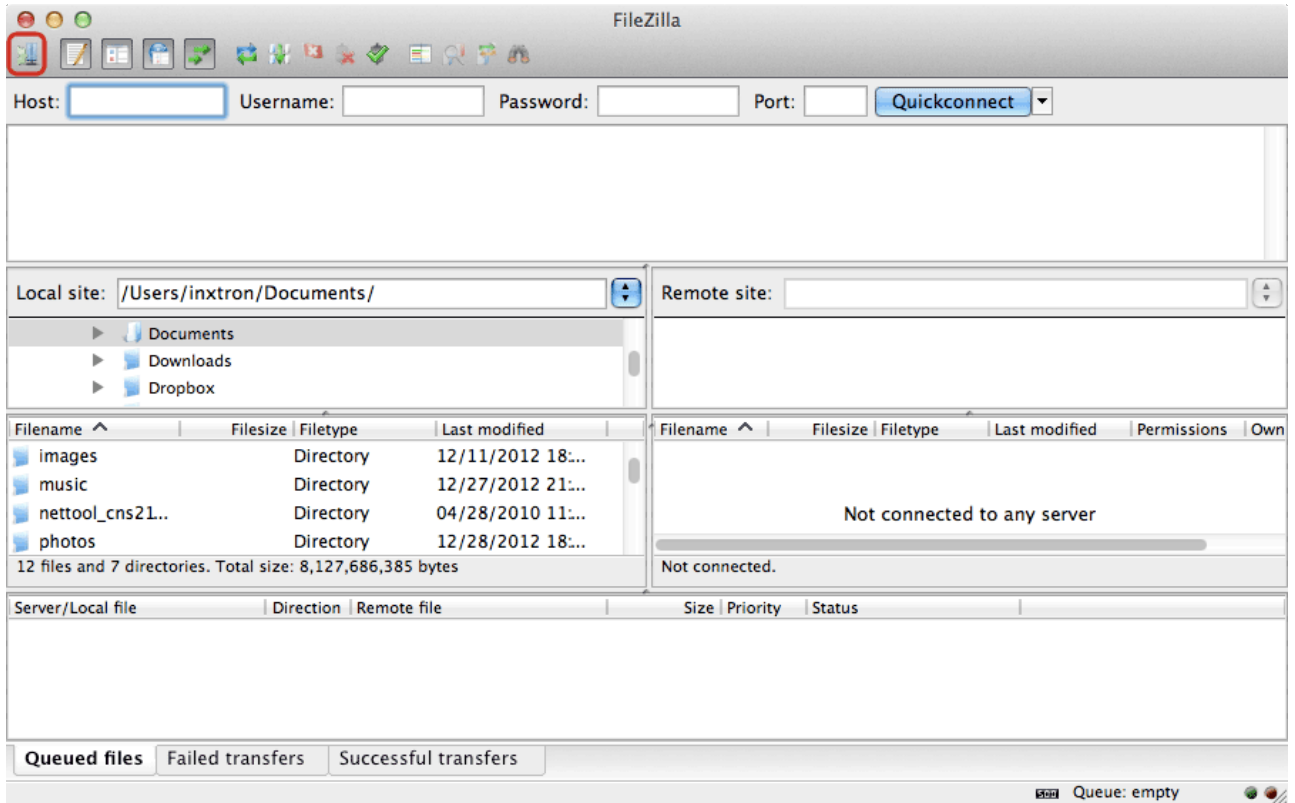 FileZilla
Host: Username: Password: Port: Quickconnect
Local site: /Users/inxtron/Documents/ Remote site:
Documents
Downloads
Dropbox
Filename Filesize Filetype Last modified Filename Filesize Filetype Last modified Permissions Own
images Directory 12/11/2012 18:...
music Directory 12/27/2012 21:...
nettool_cns21... Directory 04/28/2010 11:...
Not connected to any server
photos Directory 12/28/2012 18:...
12 files and 7 directories. Total size: 8,127,686,385 bytes Not connected.
Server/Local file Direction Remote file Size Priority Status
Queued files Failed transfers Successful transfers
Queue: empty